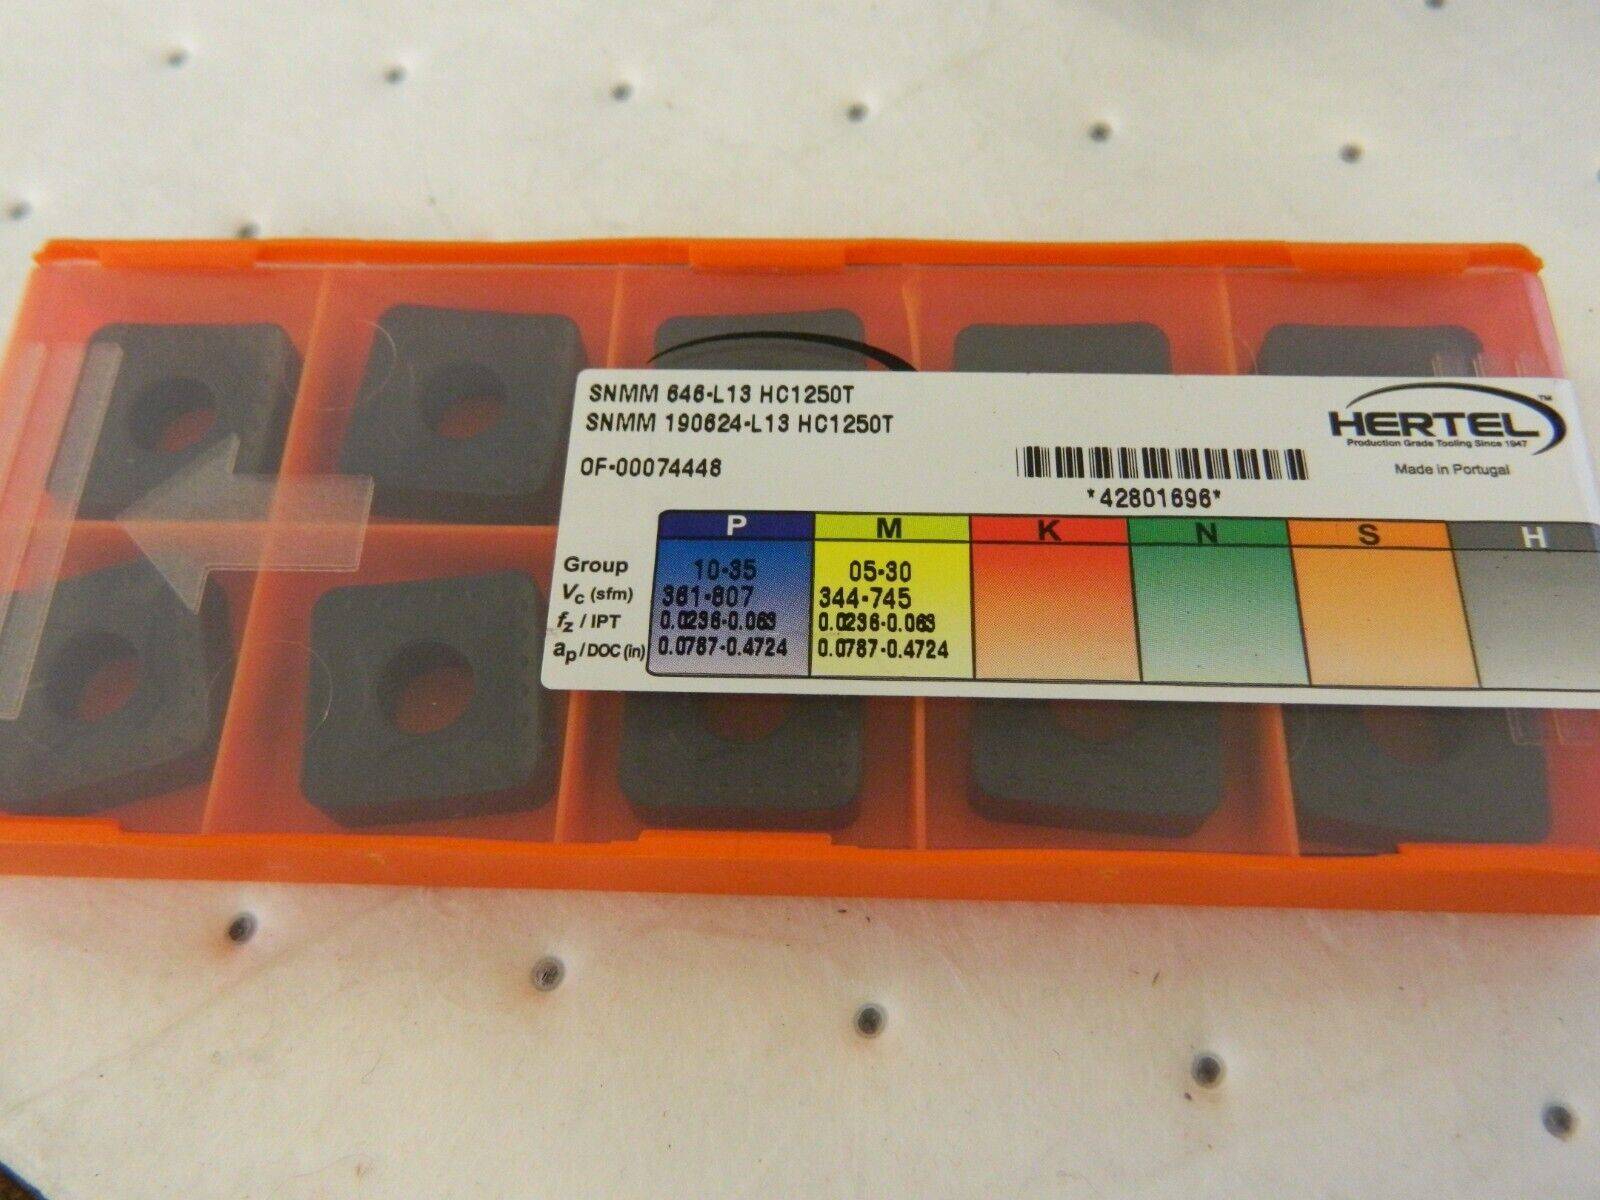 SNMM 646-L13 HC1250T
SNMM 190624-L13 HC1250T
OF-00074448
*42801696*
HERTEL™
Production Grade Tooling Since 1947
Made in Portugal
P M K N S H
Group 10-35 05-30
Vc (sfm) 361-807 344-745
fz / IPT 0.0236-0.063 0.0236-0.063
ap / DOC (in) 0.0787-0.4724 0.0787-0.4724